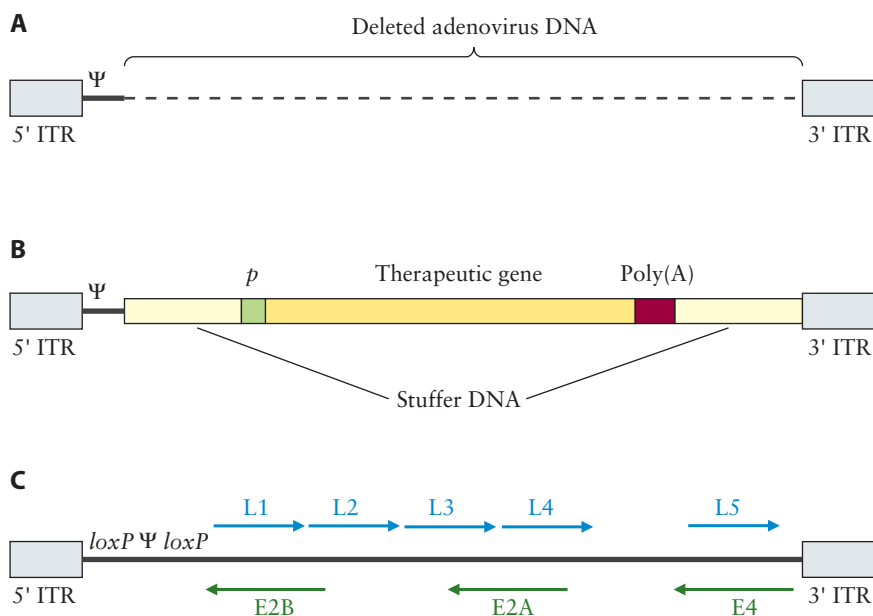 A
Deleted adenovirus DNA
Ψ
5' ITR 3' ITR
B
Ψ p Therapeutic gene Poly(A)
5' ITR 3' ITR
Stuffer DNA
C
L1 L2 L3 L4 L5
loxP Ψ loxP
5' ITR E2B E2A E4 3' ITR